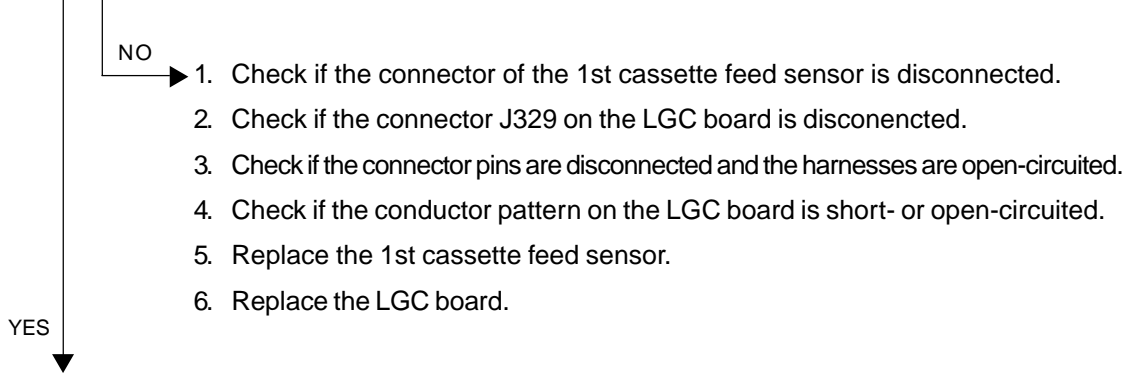 NO
1. Check if the connector of the 1st cassette feed sensor is disconnected.
2. Check if the connector J329 on the LGC board is disconencted.
3. Check if the connector pins are disconnected and the harnesses are open-circuited.
4. Check if the conductor pattern on the LGC board is short- or open-circuited.
5. Replace the 1st cassette feed sensor.
6. Replace the LGC board.
YES